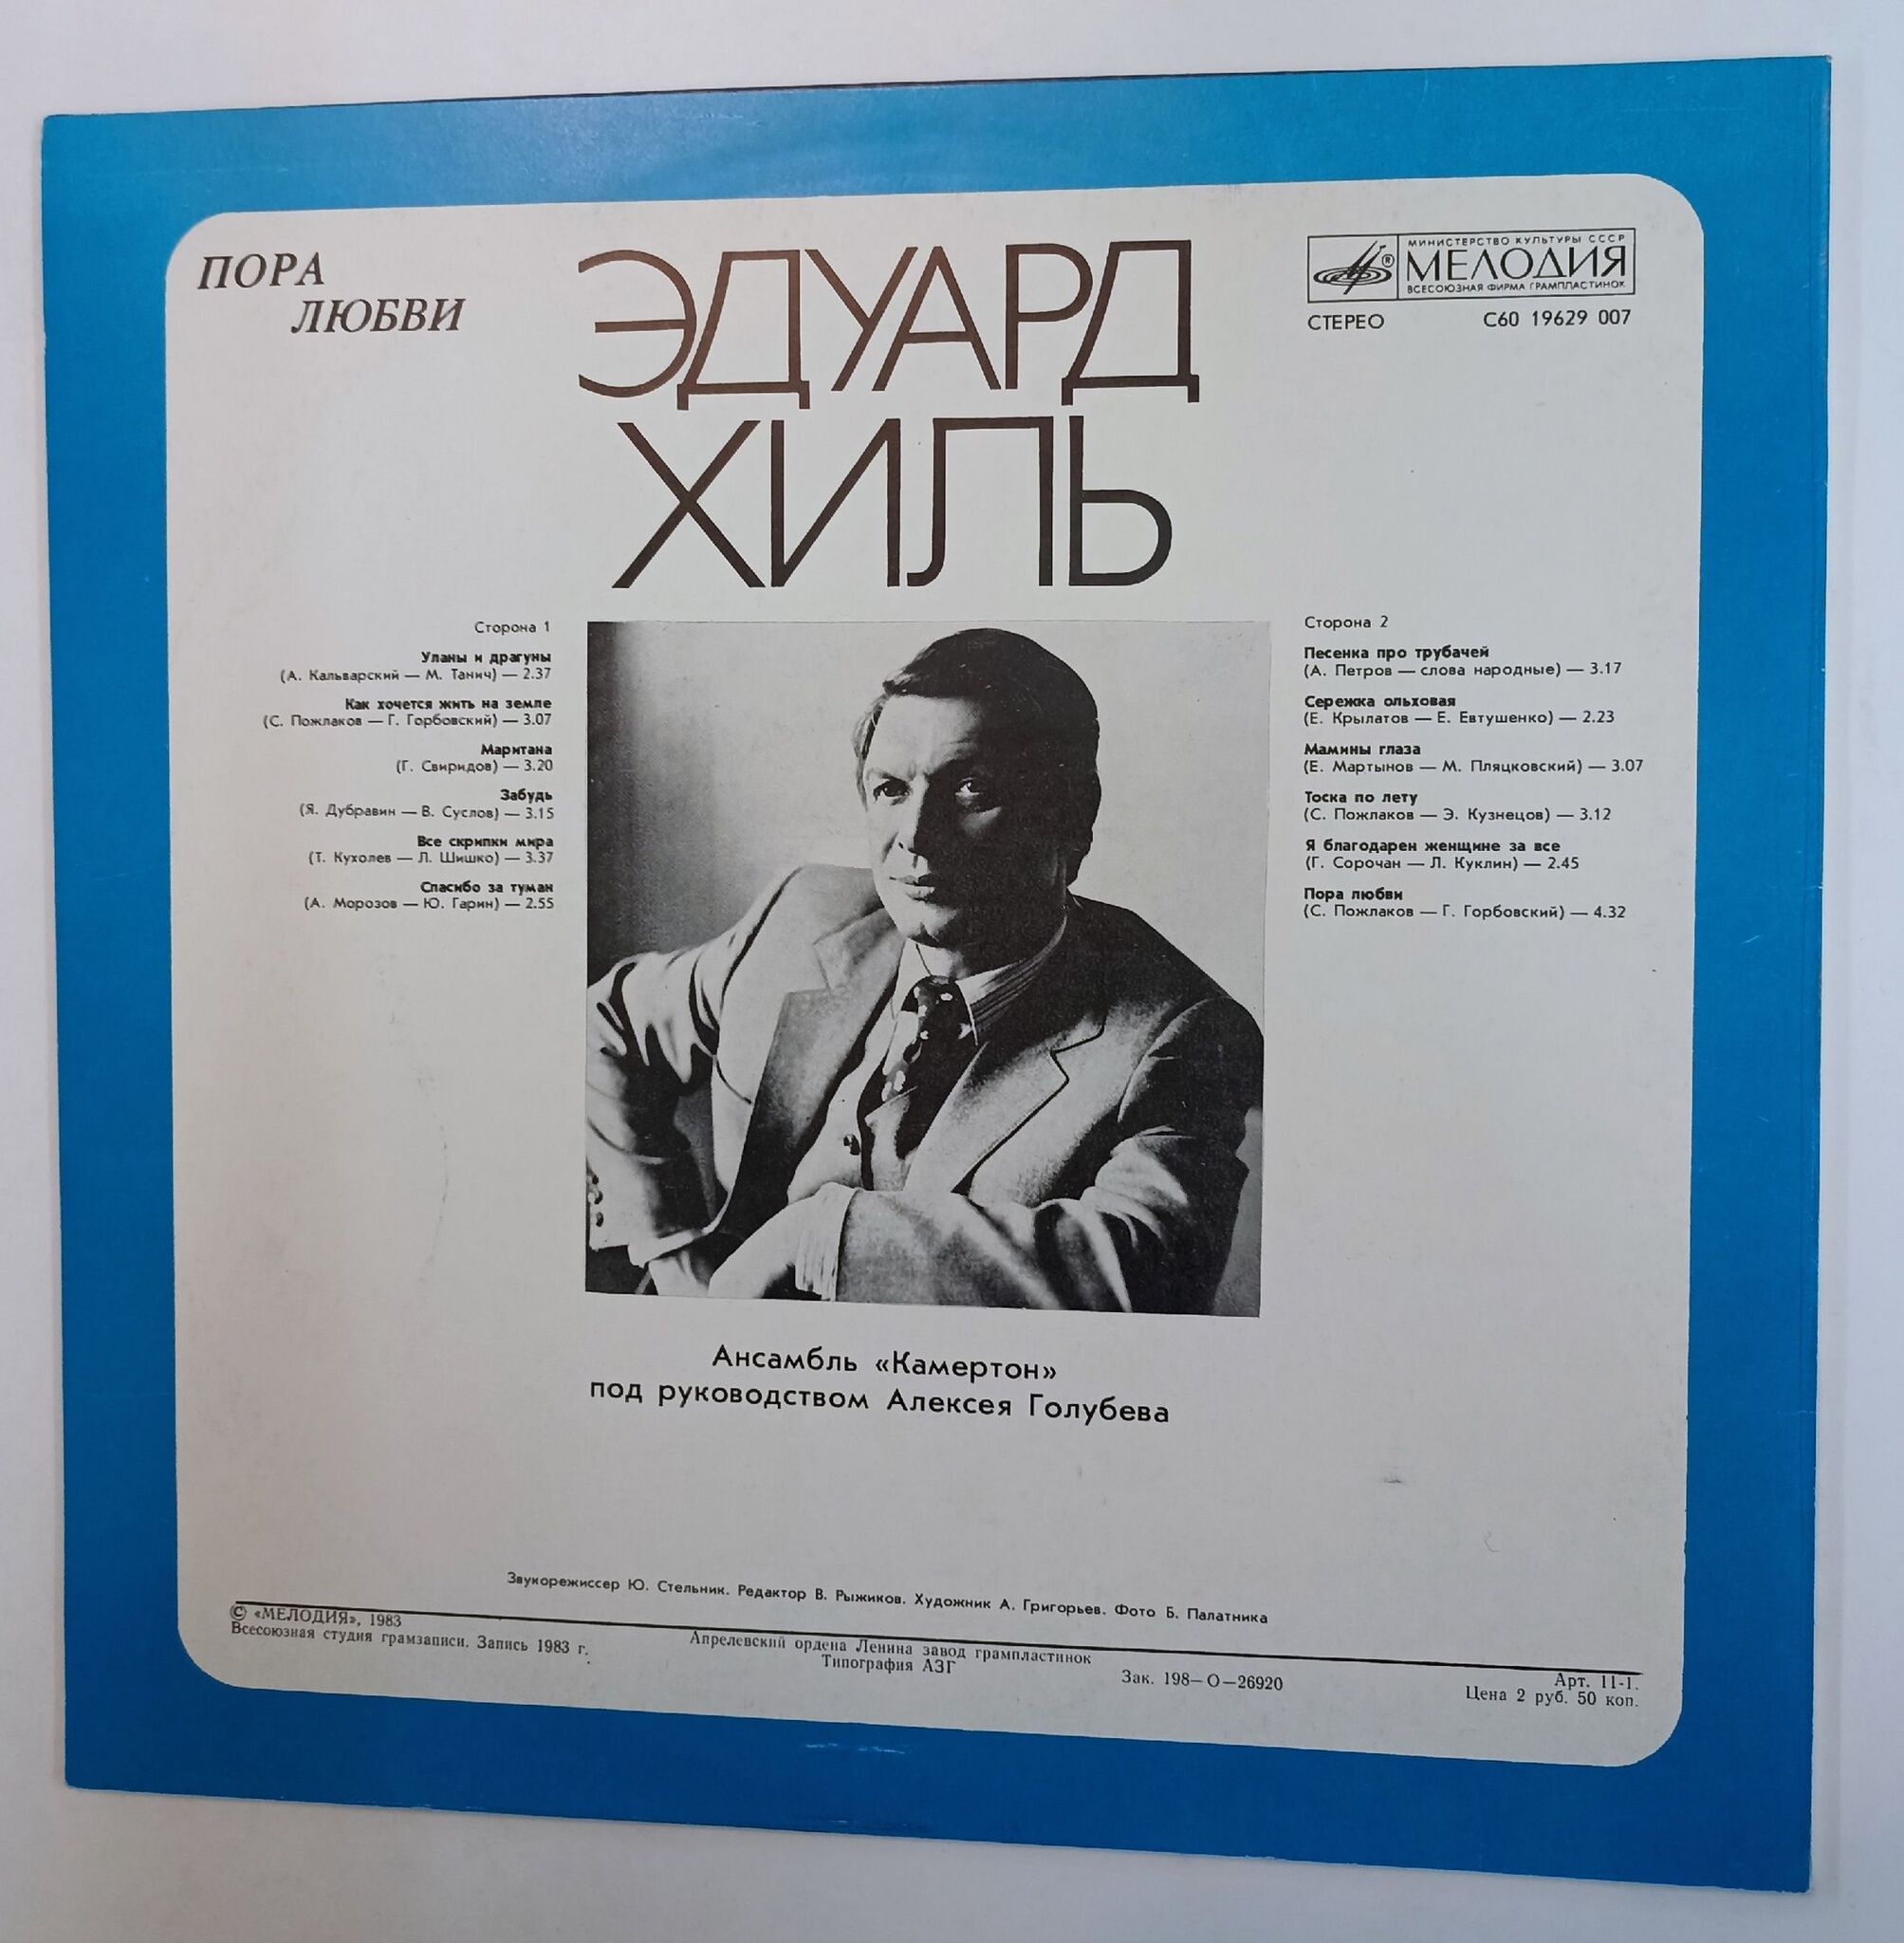 ПОРА
ЛЮБВИ
ЭДУАРД
ХИЛЬ
МИНИСТЕРСТВО КУЛЬТУРЫ СССР
®
МЕЛОДИЯ
ВСЕСОЮЗНАЯ ФИРМА ГРАМПЛАСТИНОК
СТЕРЕО
С60 19629 007
Сторона 1
Уланы и драгуны
(А. Кальварский — М. Танич) — 2.37
Как хочется жить на земле
(С. Пожлаков — Г. Горбовский) — 3.07
Маритана
(Г. Свиридов) — 3.20
Забудь
(Я. Дубравин — В. Суслов) — 3.15
Все скрипки мира
(Т. Кухолев — Л. Шишко) — 3.37
Спасибо за туман
(А. Морозов — Ю. Гарин) — 2.55
Сторона 2
Песенка про трубачей
(А. Петров — слова народные) — 3.17
Сережка ольховая
(Е. Крылатов — Е. Евтушенко) — 2.23
Мамины глаза
(Е. Мартынов — М. Пляцковский) — 3.07
Тоска по лету
(С. Пожлаков — Э. Кузнецов) — 3.12
Я благодарен женщине за все
(Г. Сорочан — Л. Куклин) — 2.45
Пора любви
(С. Пожлаков — Г. Горбовский) — 4.32
Ансамбль «Камертон»
под руководством Алексея Голубева
Звукорежиссер Ю. Стельник. Редактор В. Рыжиков. Художник А. Григорьев. Фото Б. Палатника
© «МЕЛОДИЯ», 1983
Всесоюзная студия грамзаписи. Запись 1983 г.
Апрелевский ордена Ленина завод грампластинок
Типография АЗГ
Зак. 198—О—26920
Арт. 11-1.
Цена 2 руб. 50 коп.